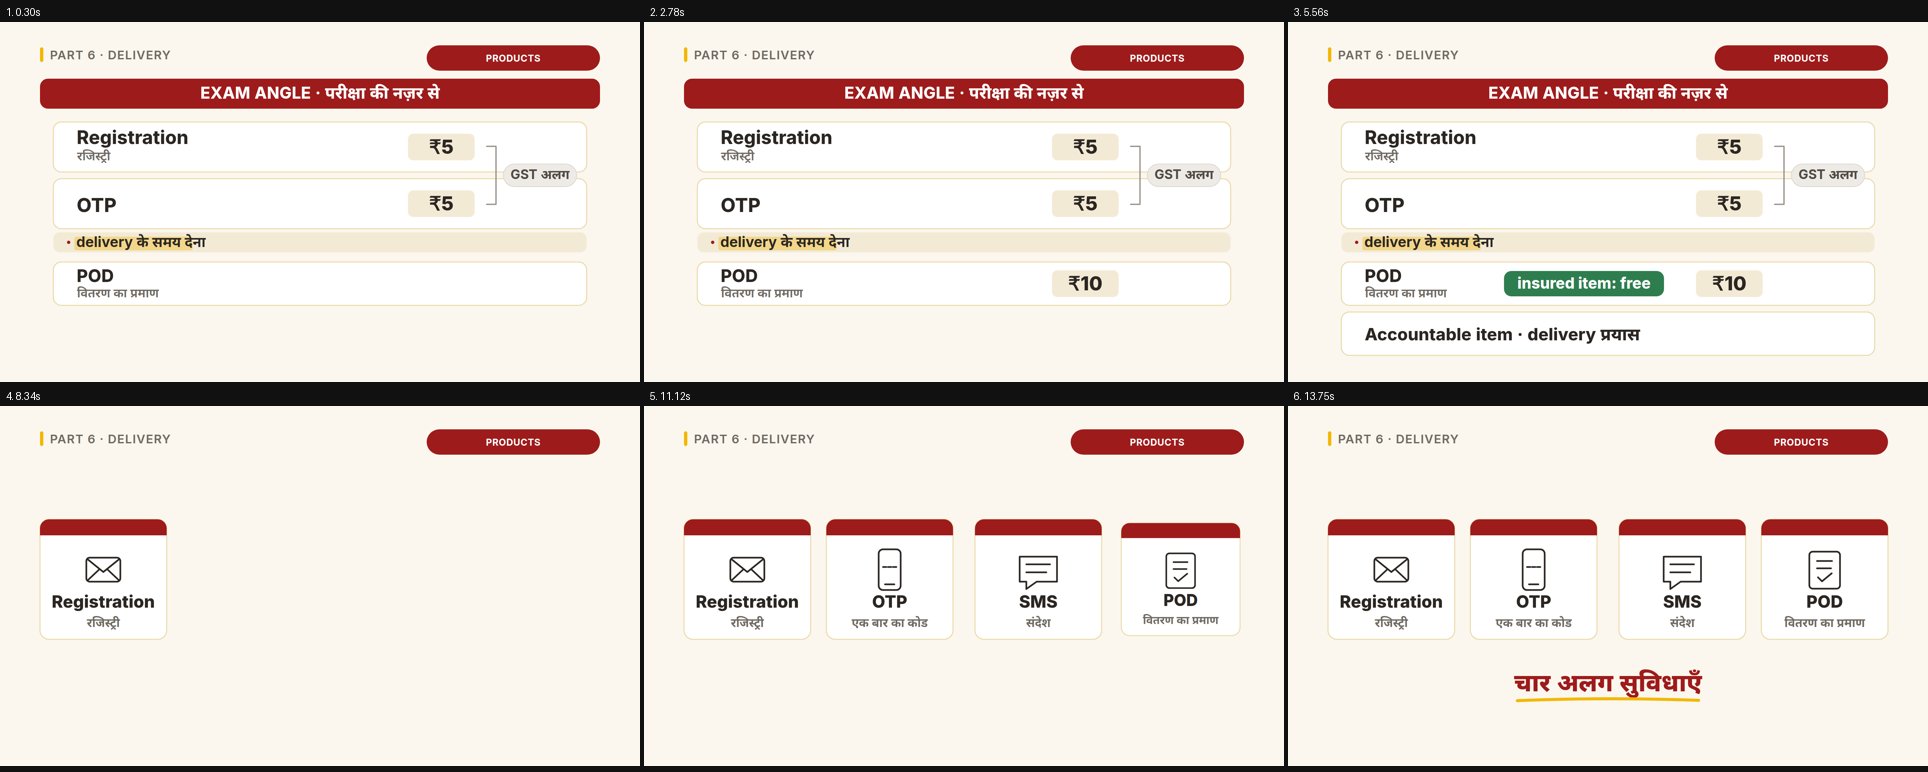 1. 0.30s
PART 6 · DELIVERY
PRODUCTS
EXAM ANGLE · परीक्षा की नज़र से
Registration
रजिस्ट्री
₹5
GST अलग
OTP
₹5
• delivery के समय देना
POD
वितरण का प्रमाण
2. 2.78s
PART 6 · DELIVERY
PRODUCTS
EXAM ANGLE · परीक्षा की नज़र से
Registration
रजिस्ट्री
₹5
GST अलग
OTP
₹5
• delivery के समय देना
POD
वितरण का प्रमाण
₹10
3. 5.56s
PART 6 · DELIVERY
PRODUCTS
EXAM ANGLE · परीक्षा की नज़र से
Registration
रजिस्ट्री
₹5
GST अलग
OTP
₹5
• delivery के समय देना
POD
वितरण का प्रमाण
insured item: free
₹10
Accountable item · delivery प्रयास
4. 8.34s
PART 6 · DELIVERY
PRODUCTS
Registration
रजिस्ट्री
5. 11.12s
PART 6 · DELIVERY
PRODUCTS
Registration
रजिस्ट्री
OTP
एक बार का कोड
SMS
संदेश
POD
वितरण का प्रमाण
6. 13.75s
PART 6 · DELIVERY
PRODUCTS
Registration
रजिस्ट्री
OTP
एक बार का कोड
SMS
संदेश
POD
वितरण का प्रमाण
चार अलग सुविधाएँ